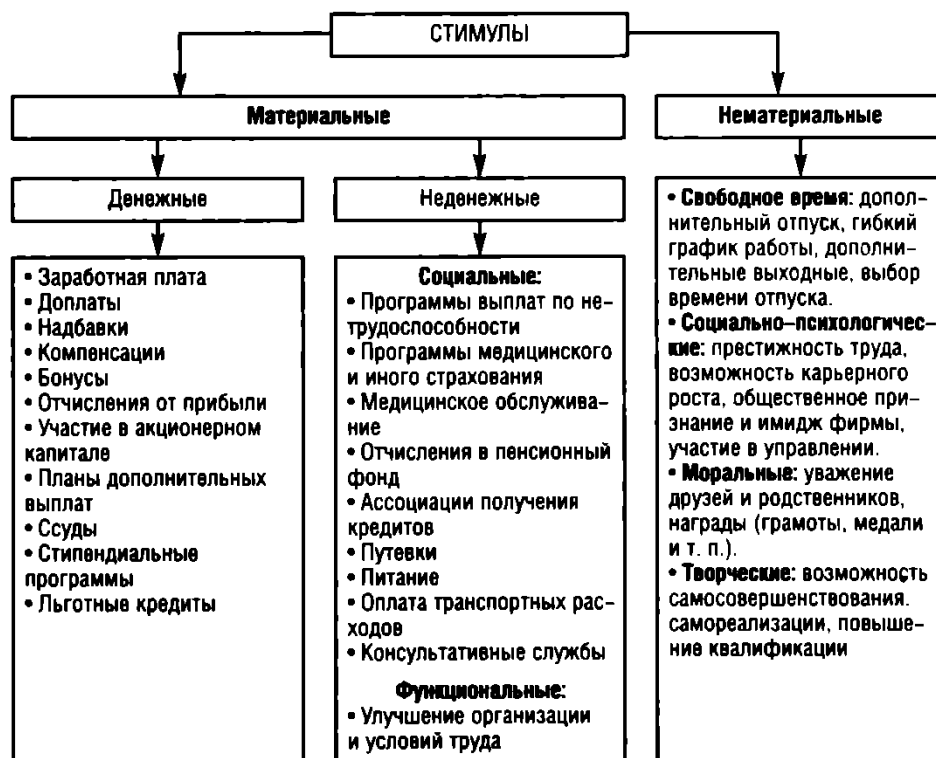 СТИМУЛЫ
Материальные
Нематериальные
Денежные
Неденежные
• Заработная плата
• Доплаты
• Надбавки
• Компенсации
• Бонусы
• Отчисления от прибыли
• Участие в акционерном
капитале
• Планы дополнительных
выплат
• Ссуды
• Стипендиальные
программы
• Льготные кредиты
Социальные:
• Программы выплат по не-
трудоспособности
• Программы медицинского
и иного страхования
• Медицинское обслужива-
ние
• Отчисления в пенсионный
фонд
• Ассоциации получения
кредитов
• Путевки
• Питание
• Оплата транспортных рас-
ходов
• Консультативные службы
Функциональные:
• Улучшение организации
и условий труда
• Свободное время: допол-
нительный отпуск, гибкий
график работы, дополни-
тельные выходные, выбор
времени отпуска.
• Социально–психологичес-
кие: престижность труда,
возможность карьерного
роста, общественное при-
знание и имидж фирмы,
участие в управлении.
• Моральные: уважение
друзей и родственников,
награды (грамоты, медали
и т. п.).
• Творческие: возможность
самосовершенствования.
самореализации, повыше-
ние квалификации